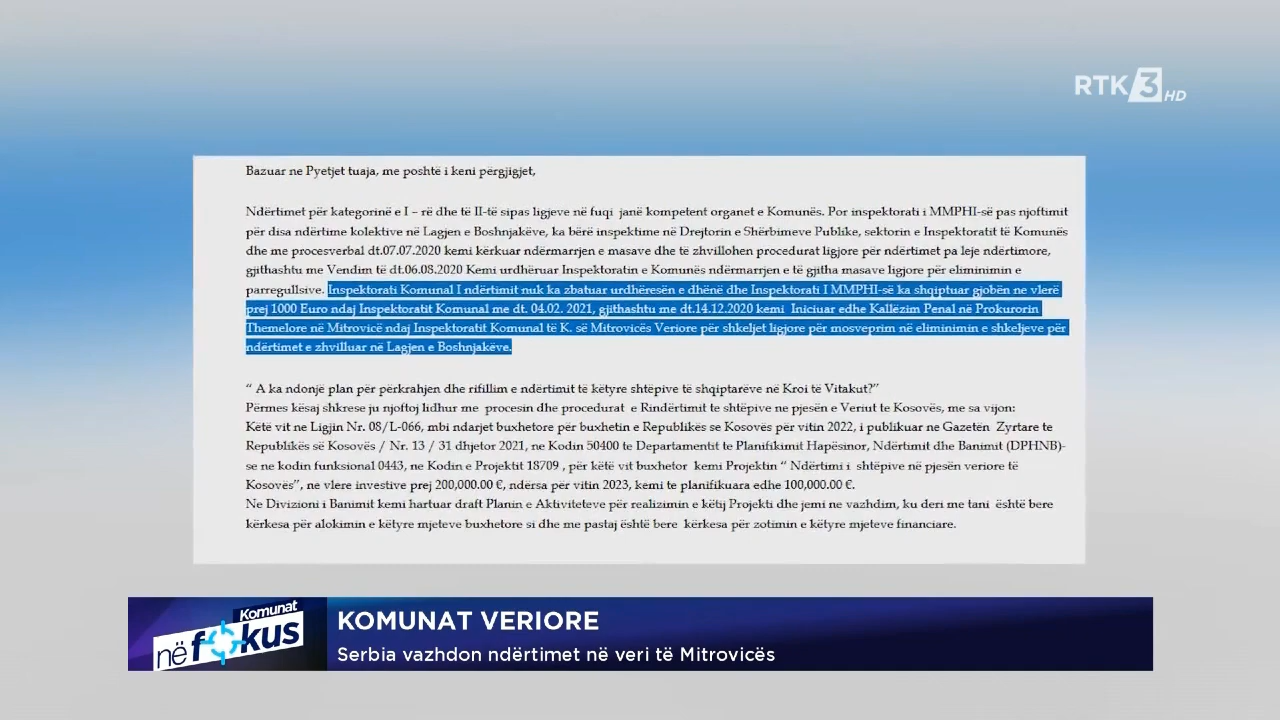 RTK 3 HD
Bazuar ne Pyetjet tuaja, me poshtë i keni përgjigjet,
Ndërtimet për kategorinë e I – rë dhe të II-të sipas ligjeve në fuqi janë kompetent organet e Komunës. Por inspektorati i MMPHI-së pas njoftimit
për disa ndërtime kolektive në Lagjen e Boshnjakëve, ka bërë inspektime në Drejtorin e Shërbimeve Publike, sektorin e Inspektoratit të Komunës
dhe me procesverbal dt.07.07.2020 kemi kërkuar ndërmarrjen e masave dhe të zhvillohen procedurat ligjore për ndërtimet pa leje ndërtimore,
gjithashtu me Vendim të dt.06.08.2020 Kemi urdhëruar Inspektoratin e Komunës ndërmarrjen e të gjitha masave ligjore për eliminimin e
parregullsive. Inspektorati Komunal I ndërtimit nuk ka zbatuar urdhëresën e dhënë dhe Inspektorati I MMPHI-së ka shqiptuar gjobën ne vlerë
prej 1000 Euro ndaj Inspektoratit Komunal me dt. 04.02. 2021, gjithashtu me dt.14.12.2020 kemi Iniciuar edhe Kallëzim Penal në Prokurorin
Themelore në Mitrovicë ndaj Inspektoratit Komunal të K. së Mitrovicës Veriore për shkeljet ligjore për mosveprim në eliminimin e shkeljeve për
ndërtimet e zhvilluar në Lagjen e Boshnjakëve.
“ A ka ndonjë plan për përkrahjen dhe rifillim e ndërtimit të këtyre shtëpive të shqiptarëve në Kroi të Vitakut?”
Përmes kësaj shkrese ju njoftoj lidhur me procesin dhe procedurat e Rindërtimit te shtëpive ne pjesën e Veriut te Kosovës, me sa vijon:
Këtë vit ne Ligjin Nr. 08/L-066, mbi ndarjet buxhetore për buxhetin e Republikës se Kosovës për vitin 2022, i publikuar ne Gazetën Zyrtare te
Republikës së Kosovës / Nr. 13 / 31 dhjetor 2021, ne Kodin 50400 te Departamentit te Planifikimit Hapësinor, Ndërtimit dhe Banimit (DPHNB)-
se ne kodin funksional 0443, ne Kodin e Projektit 18709 , për këtë vit buxhetor kemi Projektin “ Ndërtimi i shtëpive në pjesën veriore të
Kosovës”, ne vlere investive prej 200,000.00 €, ndërsa për vitin 2023, kemi te planifikuara edhe 100,000.00 €.
Ne Divizioni i Banimit kemi hartuar draft Planin e Aktiviteteve për realizimin e këtij Projekti dhe jemi ne vazhdim, ku deri me tani është bere
kërkesa për alokimin e këtyre mjeteve buxhetore si dhe me pastaj është bere kërkesa për zotimin e këtyre mjeteve financiare.
Komunat
në fokus
KOMUNAT VERIORE
Serbia vazhdon ndërtimet në veri të Mitrovicës